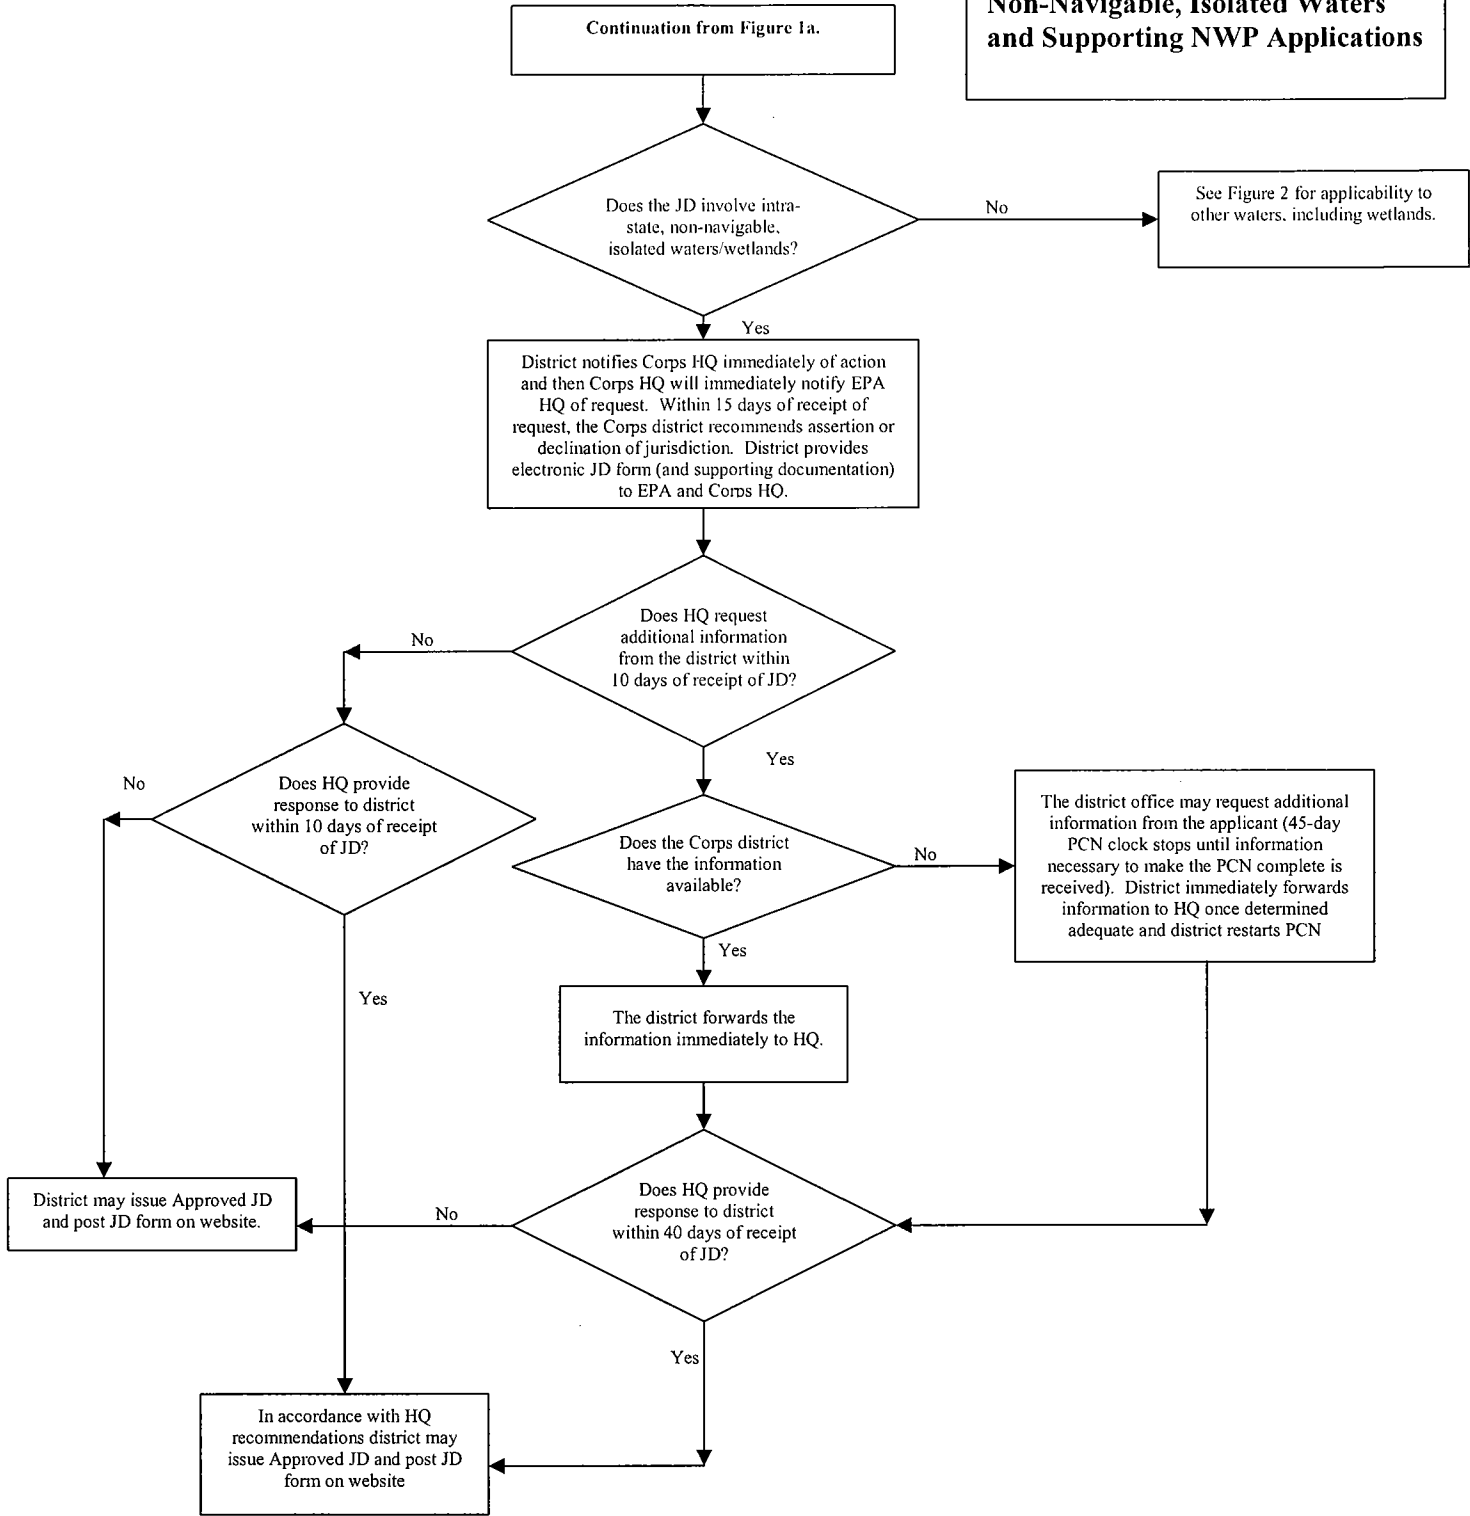 Non-Navigable, Isolated Waters
and Supporting NWP Applications
Continuation from Figure 1a.
Does the JD involve intra-
state, non-navigable,
isolated waters/wetlands?
No
See Figure 2 for applicability to
other waters, including wetlands.
Yes
District notifies Corps HQ immediately of action
and then Corps HQ will immediately notify EPA
HQ of request. Within 15 days of receipt of
request, the Corps district recommends assertion or
declination of jurisdiction. District provides
electronic JD form (and supporting documentation)
to EPA and Corps HQ.
Does HQ request
additional information
from the district within
10 days of receipt of JD?
No
Yes
Does HQ provide
response to district
within 10 days of receipt
of JD?
No
Yes
Does the Corps district
have the information
available?
No
The district office may request additional
information from the applicant (45-day
PCN clock stops until information
necessary to make the PCN complete is
received). District immediately forwards
information to HQ once determined
adequate and district restarts PCN
Yes
The district forwards the
information immediately to HQ.
Does HQ provide
response to district
within 40 days of receipt
of JD?
No
District may issue Approved JD
and post JD form on website.
Yes
In accordance with HQ
recommendations district may
issue Approved JD and post JD
form on website